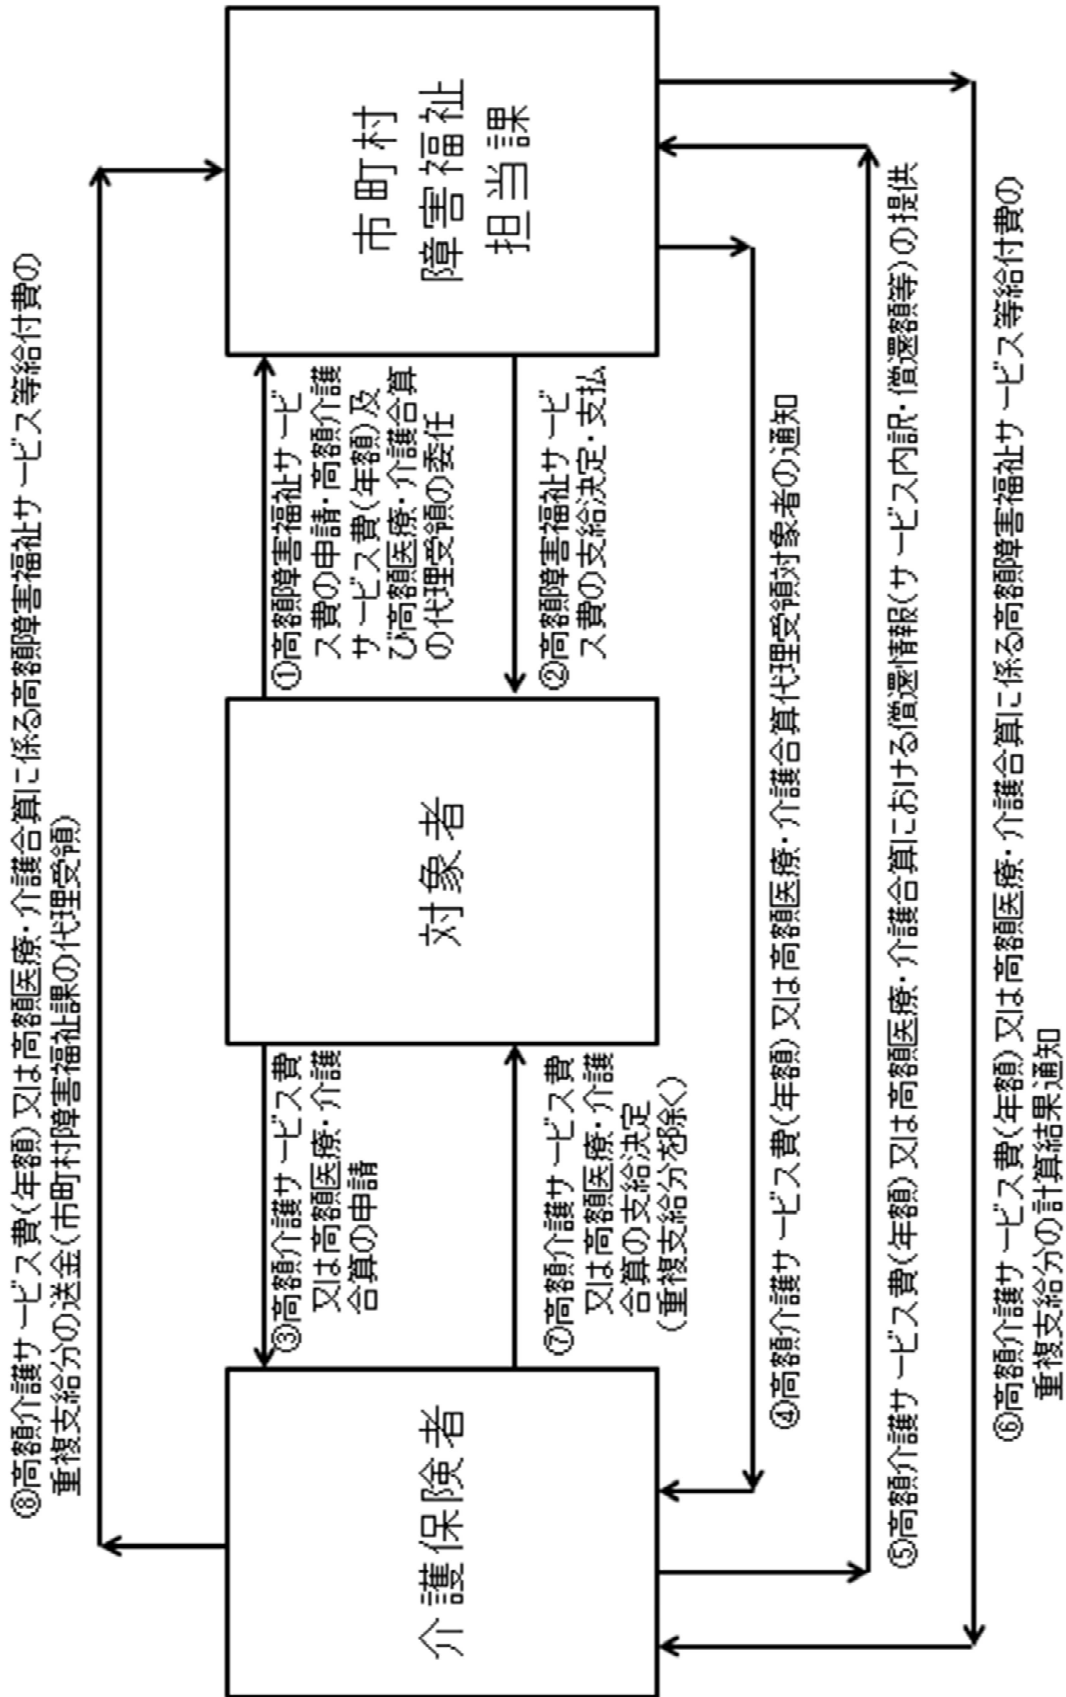 ⑧高額介護サービス費(年額)又は高額医療・介護合算に係る高額障害福祉サービス等給付費の
重複支給分の送金(市町村障害福祉課の代理受領)
介護保険者
③高額介護サービス費
又は高額医療・介護
合算の申請
⑦高額介護サービス費
又は高額医療・介護
合算の支給決定
(重複支給分を除く)
対象者
①高額障害福祉サービ
ス費の申請・高額介護
サービス費(年額)及
び高額医療・介護合算
の代理受領の委任
②高額障害福祉サービ
ス費の支給決定・支払
市町村
障害福祉
担当課
④高額介護サービス費(年額)又は高額医療・介護合算代理受領対象者の通知
⑤高額介護サービス費(年額)又は高額医療・介護合算における償還情報(サービス内訳・償還額等)の提供
⑥高額介護サービス費(年額)又は高額医療・介護合算に係る高額障害福祉サービス等給付費の
重複支給分の計算結果通知